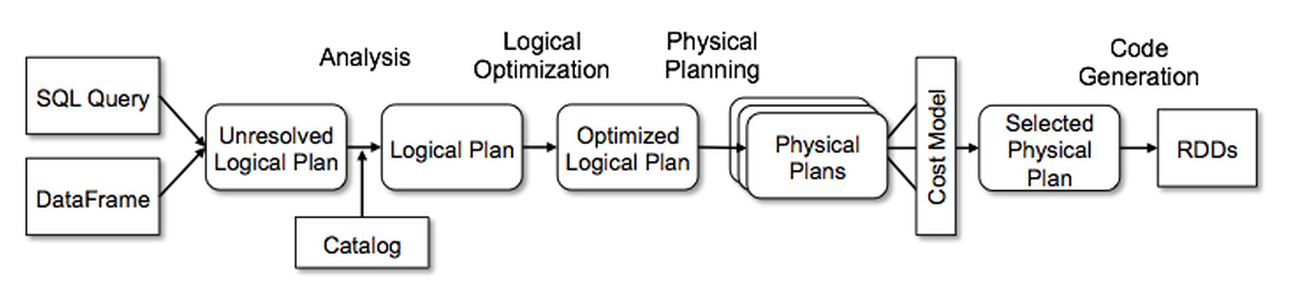 SQL Query
DataFrame
Unresolved
Logical Plan
Analysis
Catalog
Logical Plan
Logical
Optimization
Optimized
Logical Plan
Physical
Planning
Physical
Plans
Cost Model
Selected
Physical
Plan
Code
Generation
RDDs